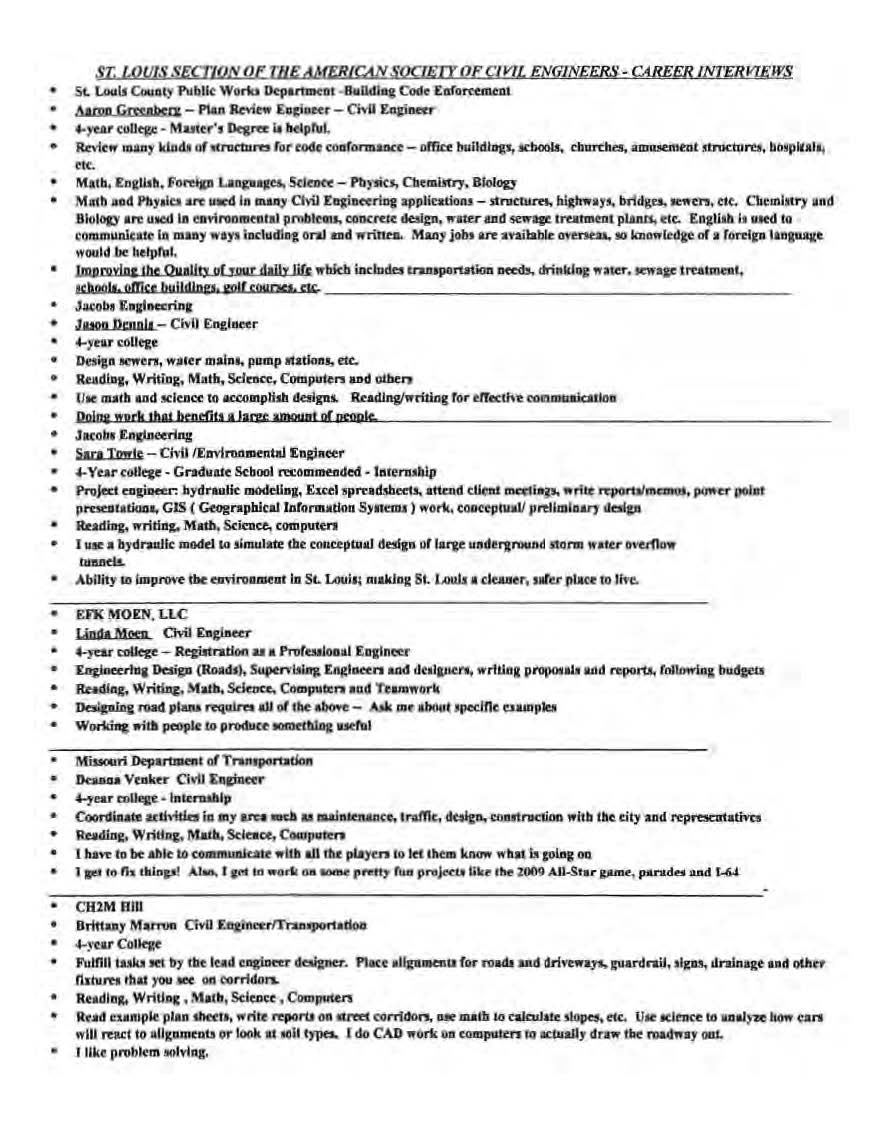 ST. LOUIS SECTION OF THE AMERICAN SOCIETY OF CIVIL ENGINEERS - CAREER INTERVIEWS
• St. Louis County Public Works Department -Building Code Enforcement
• Aaron Greenberg – Plan Review Engineer – Civil Engineer
• 4-year college - Master's Degree is helpful.
• Review many kinds of structures for code conformance – office buildings, schools, churches, amusement structures, hospitals,
etc.
• Math, English, Foreign Languages, Science – Physics, Chemistry, Biology
• Math and Physics are used in many Civil Engineering applications – structures, highways, bridges, sewers, etc. Chemistry and
Biology are used in environmental problems, concrete design, water and sewage treatment plants, etc. English is used to
communicate in many ways including oral and written. Many jobs are available overseas, so knowledge of a foreign language
would be helpful.
• Improving the Quality of your daily life which includes transportation needs, drinking water, sewage treatment,
schools, office buildings, golf courses, etc.
• Jacobs Engineering
• Jason Dennis – Civil Engineer
• 4-year college
• Design sewers, water mains, pump stations, etc.
• Reading, Writing, Math, Science, Computers and others
• Use math and science to accomplish designs. Reading/writing for effective communication
• Doing work that benefits a large amount of people.
• Jacobs Engineering
• Sara Towle – Civil /Environmental Engineer
• 4-Year college - Graduate School recommended - Internship
• Project engineer: hydraulic modeling, Excel spreadsheets, attend client meetings, write reports/memos, power point
presentations, GIS ( Geographical Information Systems ) work, conceptual/ preliminary design
• Reading, writing, Math, Science, computers
• I use a hydraulic model to simulate the conceptual design of large underground storm water overflow
tunnels.
• Ability to improve the environment in St. Louis; making St. Louis a cleaner, safer place to live.
• EFK MOEN, LLC
• Linda Moen Civil Engineer
• 4-year college – Registration as a Professional Engineer
• Engineering Design (Roads), Supervising Engineers and designers, writing proposals and reports, following budgets
• Reading, Writing, Math, Science, Computers and Teamwork
• Designing road plans requires all of the above – Ask me about specific examples
• Working with people to produce something useful
• Missouri Department of Transportation
• Deanna Venker Civil Engineer
• 4-year college - Internship
• Coordinate activities in my area such as maintenance, traffic, design, construction with the city and representatives
• Reading, Writing, Math, Science, Computers
• I have to be able to communicate with all the players to let them know what is going on
• I get to fix things! Also, I get to work on some pretty fun projects like the 2009 All-Star game, parades and I-64
• CH2M Hill
• Brittany Marron Civil Engineer/Transportation
• 4-year College
• Fulfill tasks set by the lead engineer designer. Place alignments for roads and driveways, guardrail, signs, drainage and other
fixtures that you see on corridors.
• Reading, Writing , Math, Science , Computers
• Read example plan sheets, write reports on street corridors, use math to calculate slopes, etc. Use science to analyze how cars
will react to alignments or look at soil types. I do CAD work on computers to actually draw the roadway out.
• I like problem solving.